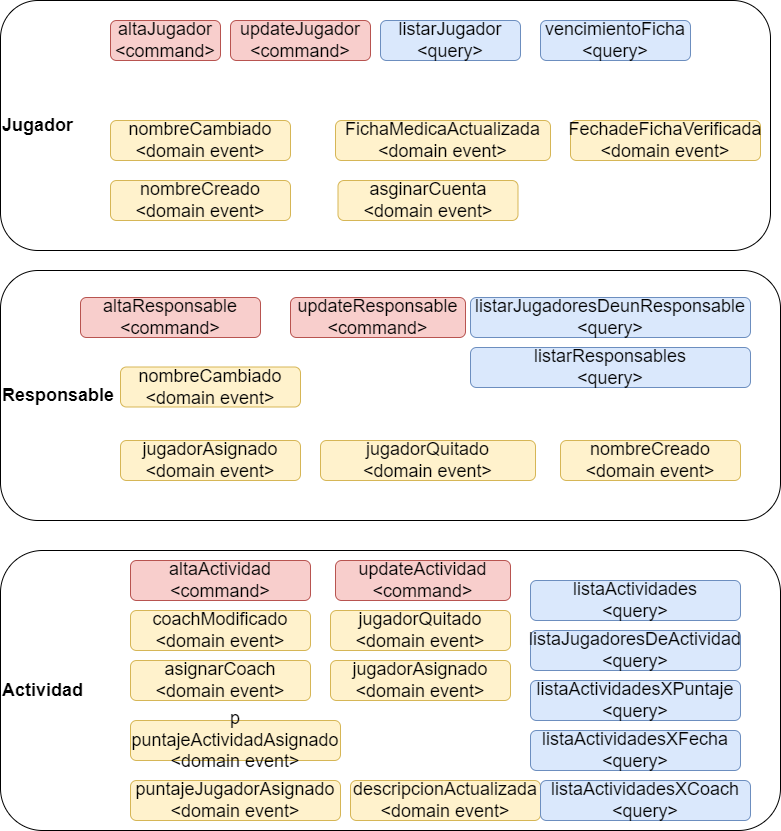 altaJugador
<command>
updateJugador
<command>
listarJugador
<query>
vencimientoFicha
<query>
Jugador
nombreCambiado
<domain event>
FichaMedicaActualizada
<domain event>
FechadeFichaVerificada
<domain event>
nombreCreado
<domain event>
asginarCuenta
<domain event>
altaResponsable
<command>
updateResponsable
<command>
listarJugadoresDeunResponsable
<query>
listarResponsables
<query>
nombreCambiado
<domain event>
Responsable
jugadorAsignado
<domain event>
jugadorQuitado
<domain event>
nombreCreado
<domain event>
altaActividad
<command>
updateActividad
<command>
listaActividades
<query>
coachModificado
<domain event>
jugadorQuitado
<domain event>
listaJugadoresDeActividad
<query>
asignarCoach
<domain event>
jugadorAsignado
<domain event>
Actividad
listaActividadesXPuntaje
<query>
p
puntajeActividadAsignado
<domain event>
listaActividadesXFecha
<query>
puntajeJugadorAsignado
<domain event>
descripcionActualizada
<domain event>
listaActividadesXCoach
<query>